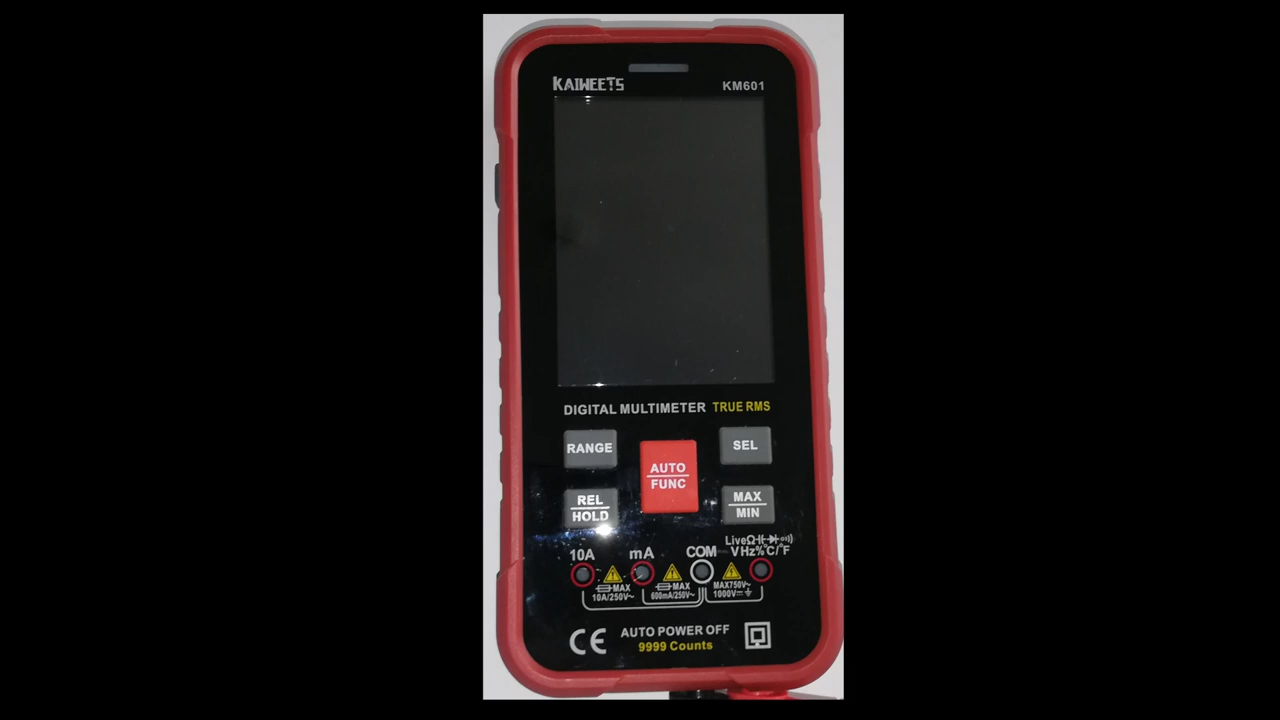 KAIWEETS KM601
DIGITAL MULTIMETER TRUE RMS
RANGE
SEL
AUTO
FUNC
REL
HOLD
MAX
MIN
LiveΩ
10A mA COM VHz%°C/°F
MAX
10A/250V~
MAX
600mA/250V~
MAX750V~
1000V
CE
AUTO POWER OFF
9999 Counts